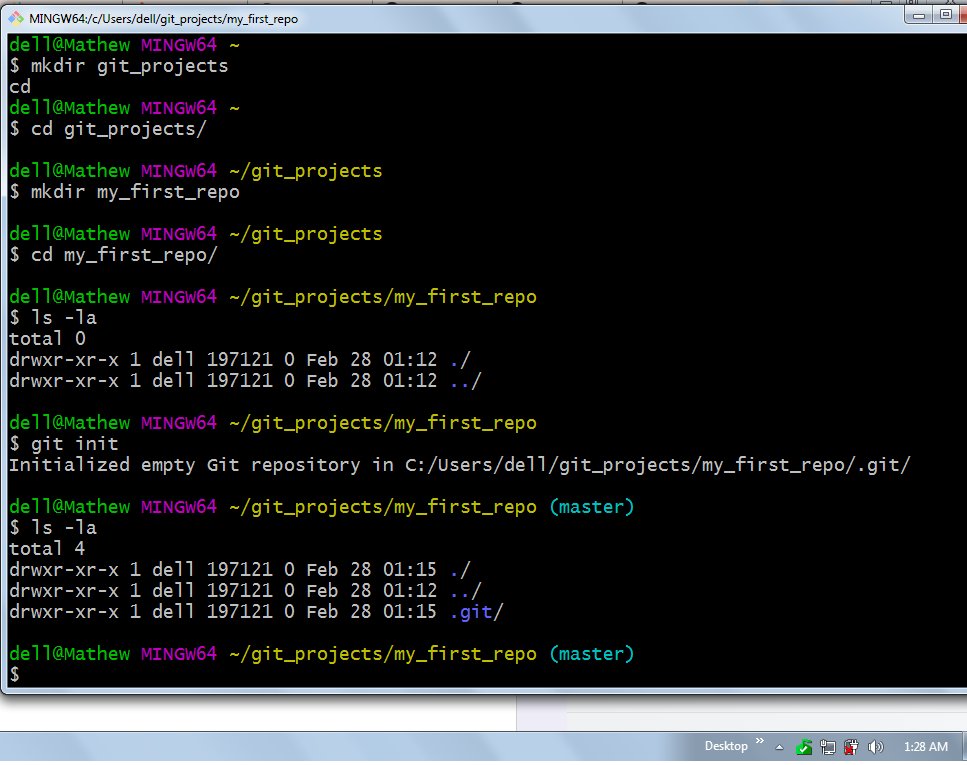 MINGW64:/c/Users/dell/git_projects/my_first_repo
dell@Mathew MINGW64 ~
$ mkdir git_projects
cd
dell@Mathew MINGW64 ~
$ cd git_projects/
dell@Mathew MINGW64 ~/git_projects
$ mkdir my_first_repo
dell@Mathew MINGW64 ~/git_projects
$ cd my_first_repo/
dell@Mathew MINGW64 ~/git_projects/my_first_repo
$ ls -la
total 0
drwxr-xr-x 1 dell 197121 0 Feb 28 01:12 ./
drwxr-xr-x 1 dell 197121 0 Feb 28 01:12 ../
dell@Mathew MINGW64 ~/git_projects/my_first_repo
$ git init
Initialized empty Git repository in C:/Users/dell/git_projects/my_first_repo/.git/
dell@Mathew MINGW64 ~/git_projects/my_first_repo (master)
$ ls -la
total 4
drwxr-xr-x 1 dell 197121 0 Feb 28 01:15 ./
drwxr-xr-x 1 dell 197121 0 Feb 28 01:12 ../
drwxr-xr-x 1 dell 197121 0 Feb 28 01:15 .git/
dell@Mathew MINGW64 ~/git_projects/my_first_repo (master)
$
Desktop » 1:28 AM